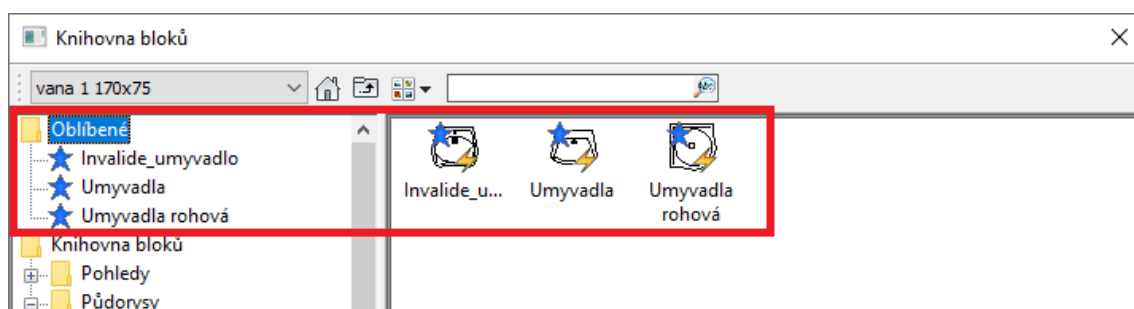 Knihovna bloků
vana 1 170x75
Oblíbené
Invalide_umyvadlo
Umyvadla
Umyvadla rohová
Knihovna bloků
Pohledy
Půdorysy
Invalide_u...
Umyvadla
Umyvadla
rohová